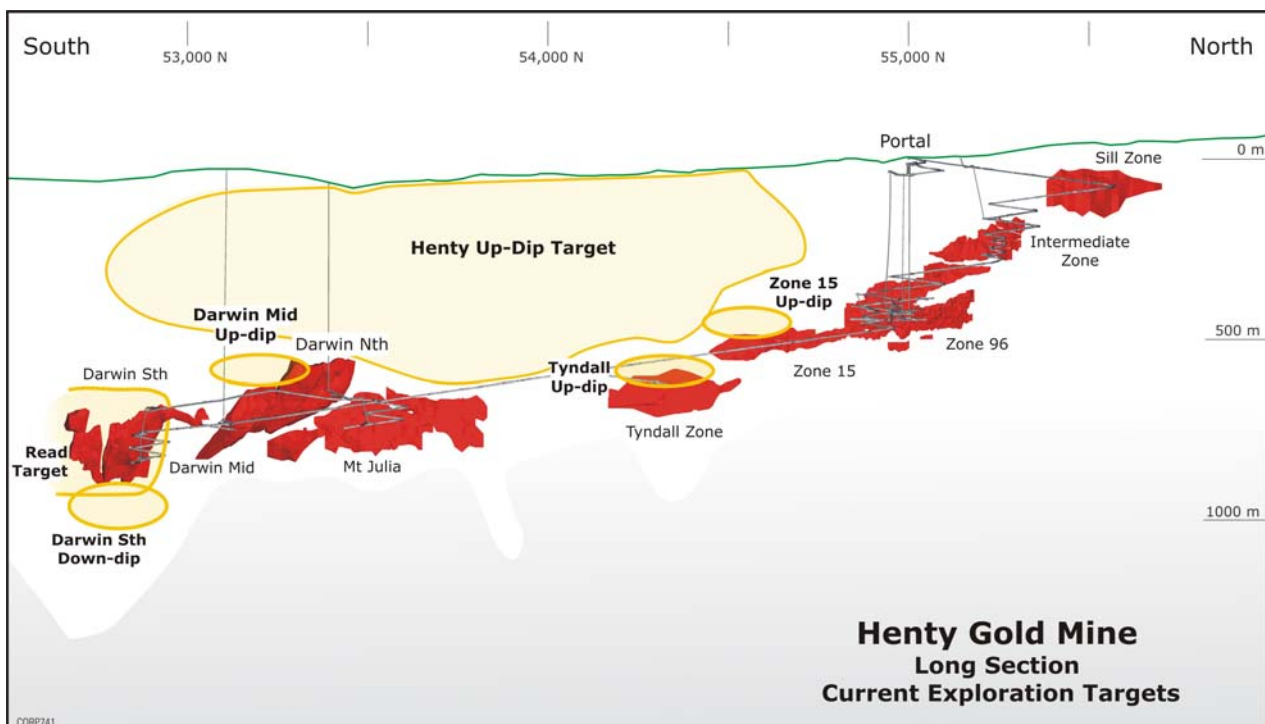 South
North
53,000 N
54,000 N
55,000 N
Portal
0 m
Sill Zone
Henty Up-Dip Target
Intermediate
Zone
Zone 15
Up-dip
Darwin Mid
Up-dip
Darwin Nth
500 m
Zone 96
Tyndall
Up-dip
Zone 15
Darwin Sth
Tyndall Zone
Read
Target
Darwin Mid
Mt Julia
1000 m
Darwin Sth
Down-dip
Henty Gold Mine
Long Section
Current Exploration Targets
CORP741